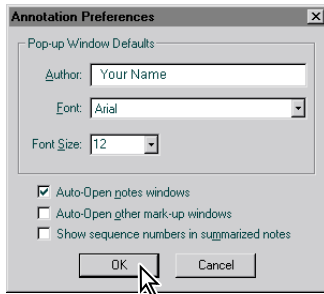 Annotation Preferences
Pop-up Window Defaults
Author: Your Name
Font: Arial
Font Size: 12
Auto-Open notes windows
Auto-Open other mark-up windows
Show sequence numbers in summarized notes
OK Cancel